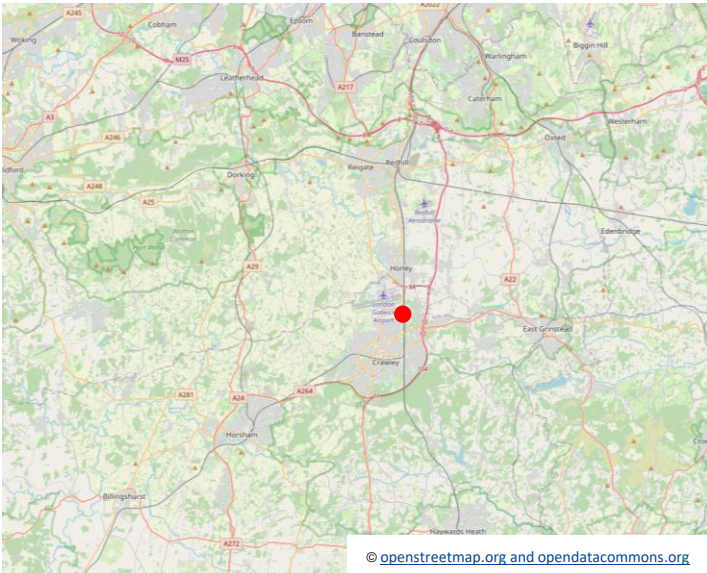 A245
Cobham
Epsom
A2022
Woking
Banstead
Coulsdon
Biggin Hill
M25
Warlingham
Leatherhead
A217
Caterham
A3
Westerham
A246
Oxted
Redhill
Reigate
Dorking
A248
A25
Redhill
Aerodrome
Edenbridge
A29
Horley
A22
London
Gatwick
Airport
East Grinstead
Crawley
A281
A24
A264
Horsham
Billingshurst
A272
Haywards Heath
© openstreetmap.org and opendatacommons.org